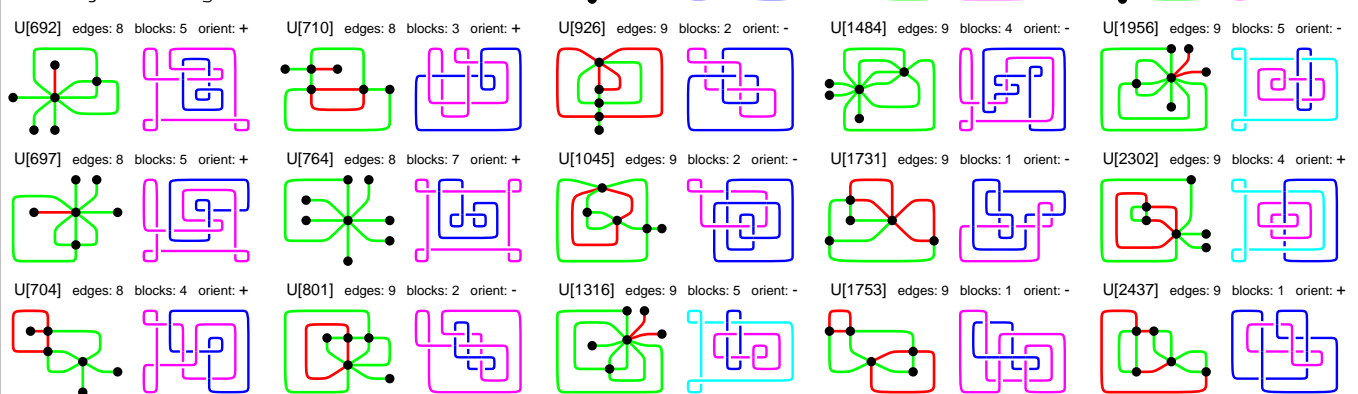 U[692] edges: 8 blocks: 5 orient: +
U[710] edges: 8 blocks: 3 orient: +
U[926] edges: 9 blocks: 2 orient: -
U[1484] edges: 9 blocks: 4 orient: -
U[1956] edges: 9 blocks: 5 orient: -
U[697] edges: 8 blocks: 5 orient: +
U[764] edges: 8 blocks: 7 orient: +
U[1045] edges: 9 blocks: 2 orient: -
U[1731] edges: 9 blocks: 1 orient: -
U[2302] edges: 9 blocks: 4 orient: +
U[704] edges: 8 blocks: 4 orient: +
U[801] edges: 9 blocks: 2 orient: -
U[1316] edges: 9 blocks: 5 orient: -
U[1753] edges: 9 blocks: 1 orient: -
U[2437] edges: 9 blocks: 1 orient: +